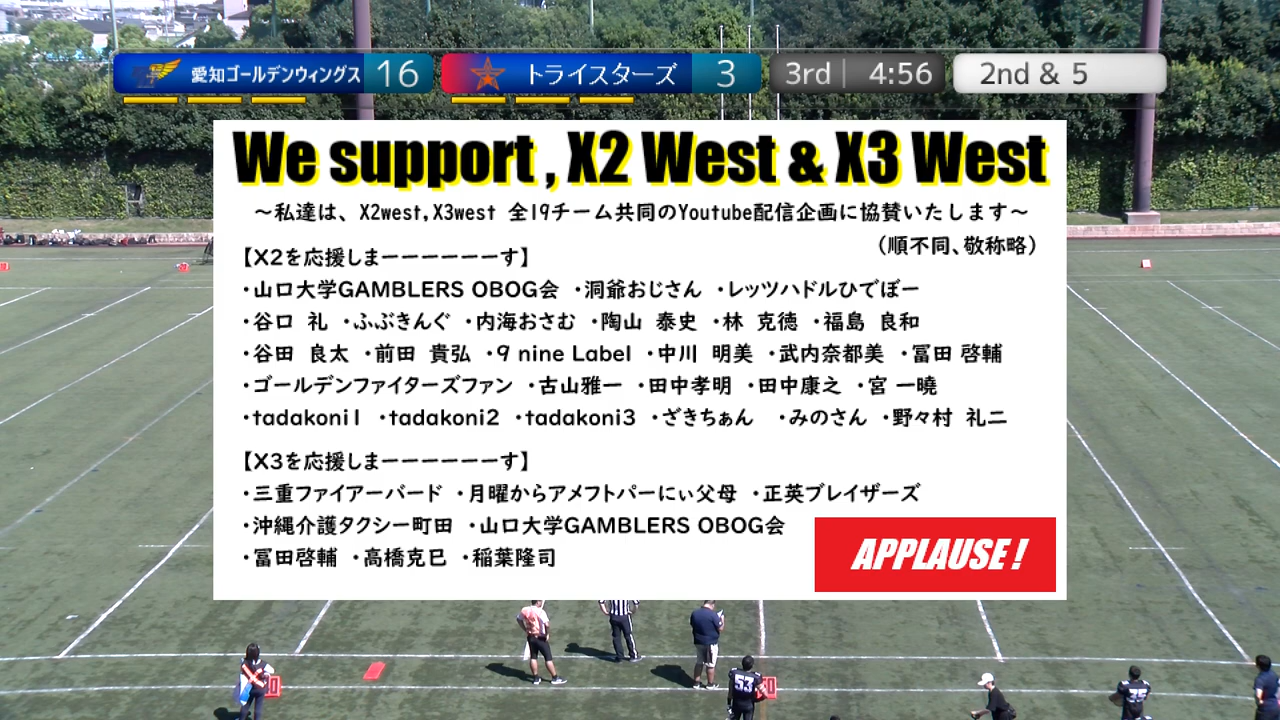 愛知ゴールデンウィングス 16 トライスターズ 3 3rd 4:56 2nd & 5
We support , X2 West & X3 West
～私達は、X2west,X3west 全19チーム共同のYoutube配信企画に協賛いたします～
（順不同、敬称略）
【X2を応援しまーーーーーーす】
・山口大学GAMBLERS OBOG会 ・洞爺おじさん ・レッツハドルひでぼー
・谷口 礼 ・ふぶきんぐ ・内海おさむ ・陶山 泰史 ・林 克徳 ・福島 良和
・谷田 良太 ・前田 貴弘 ・9 nine Label ・中川 明美 ・武内奈都美 ・冨田 啓輔
・ゴールデンファイターズファン ・古山雅一 ・田中孝明 ・田中康之 ・宮 一曉
・tadakoni1 ・tadakoni2 ・tadakoni3 ・ざきちぁん ・みのさん ・野々村 礼二
【X3を応援しまーーーーーーす】
・三重ファイアーバード ・月曜からアメフトバーにぃ父母 ・正英ブレイザーズ
・沖縄介護タクシー町田 ・山口大学GAMBLERS OBOG会
・冨田啓輔 ・高橋克巳 ・稲葉隆司
APPLAUSE !
53